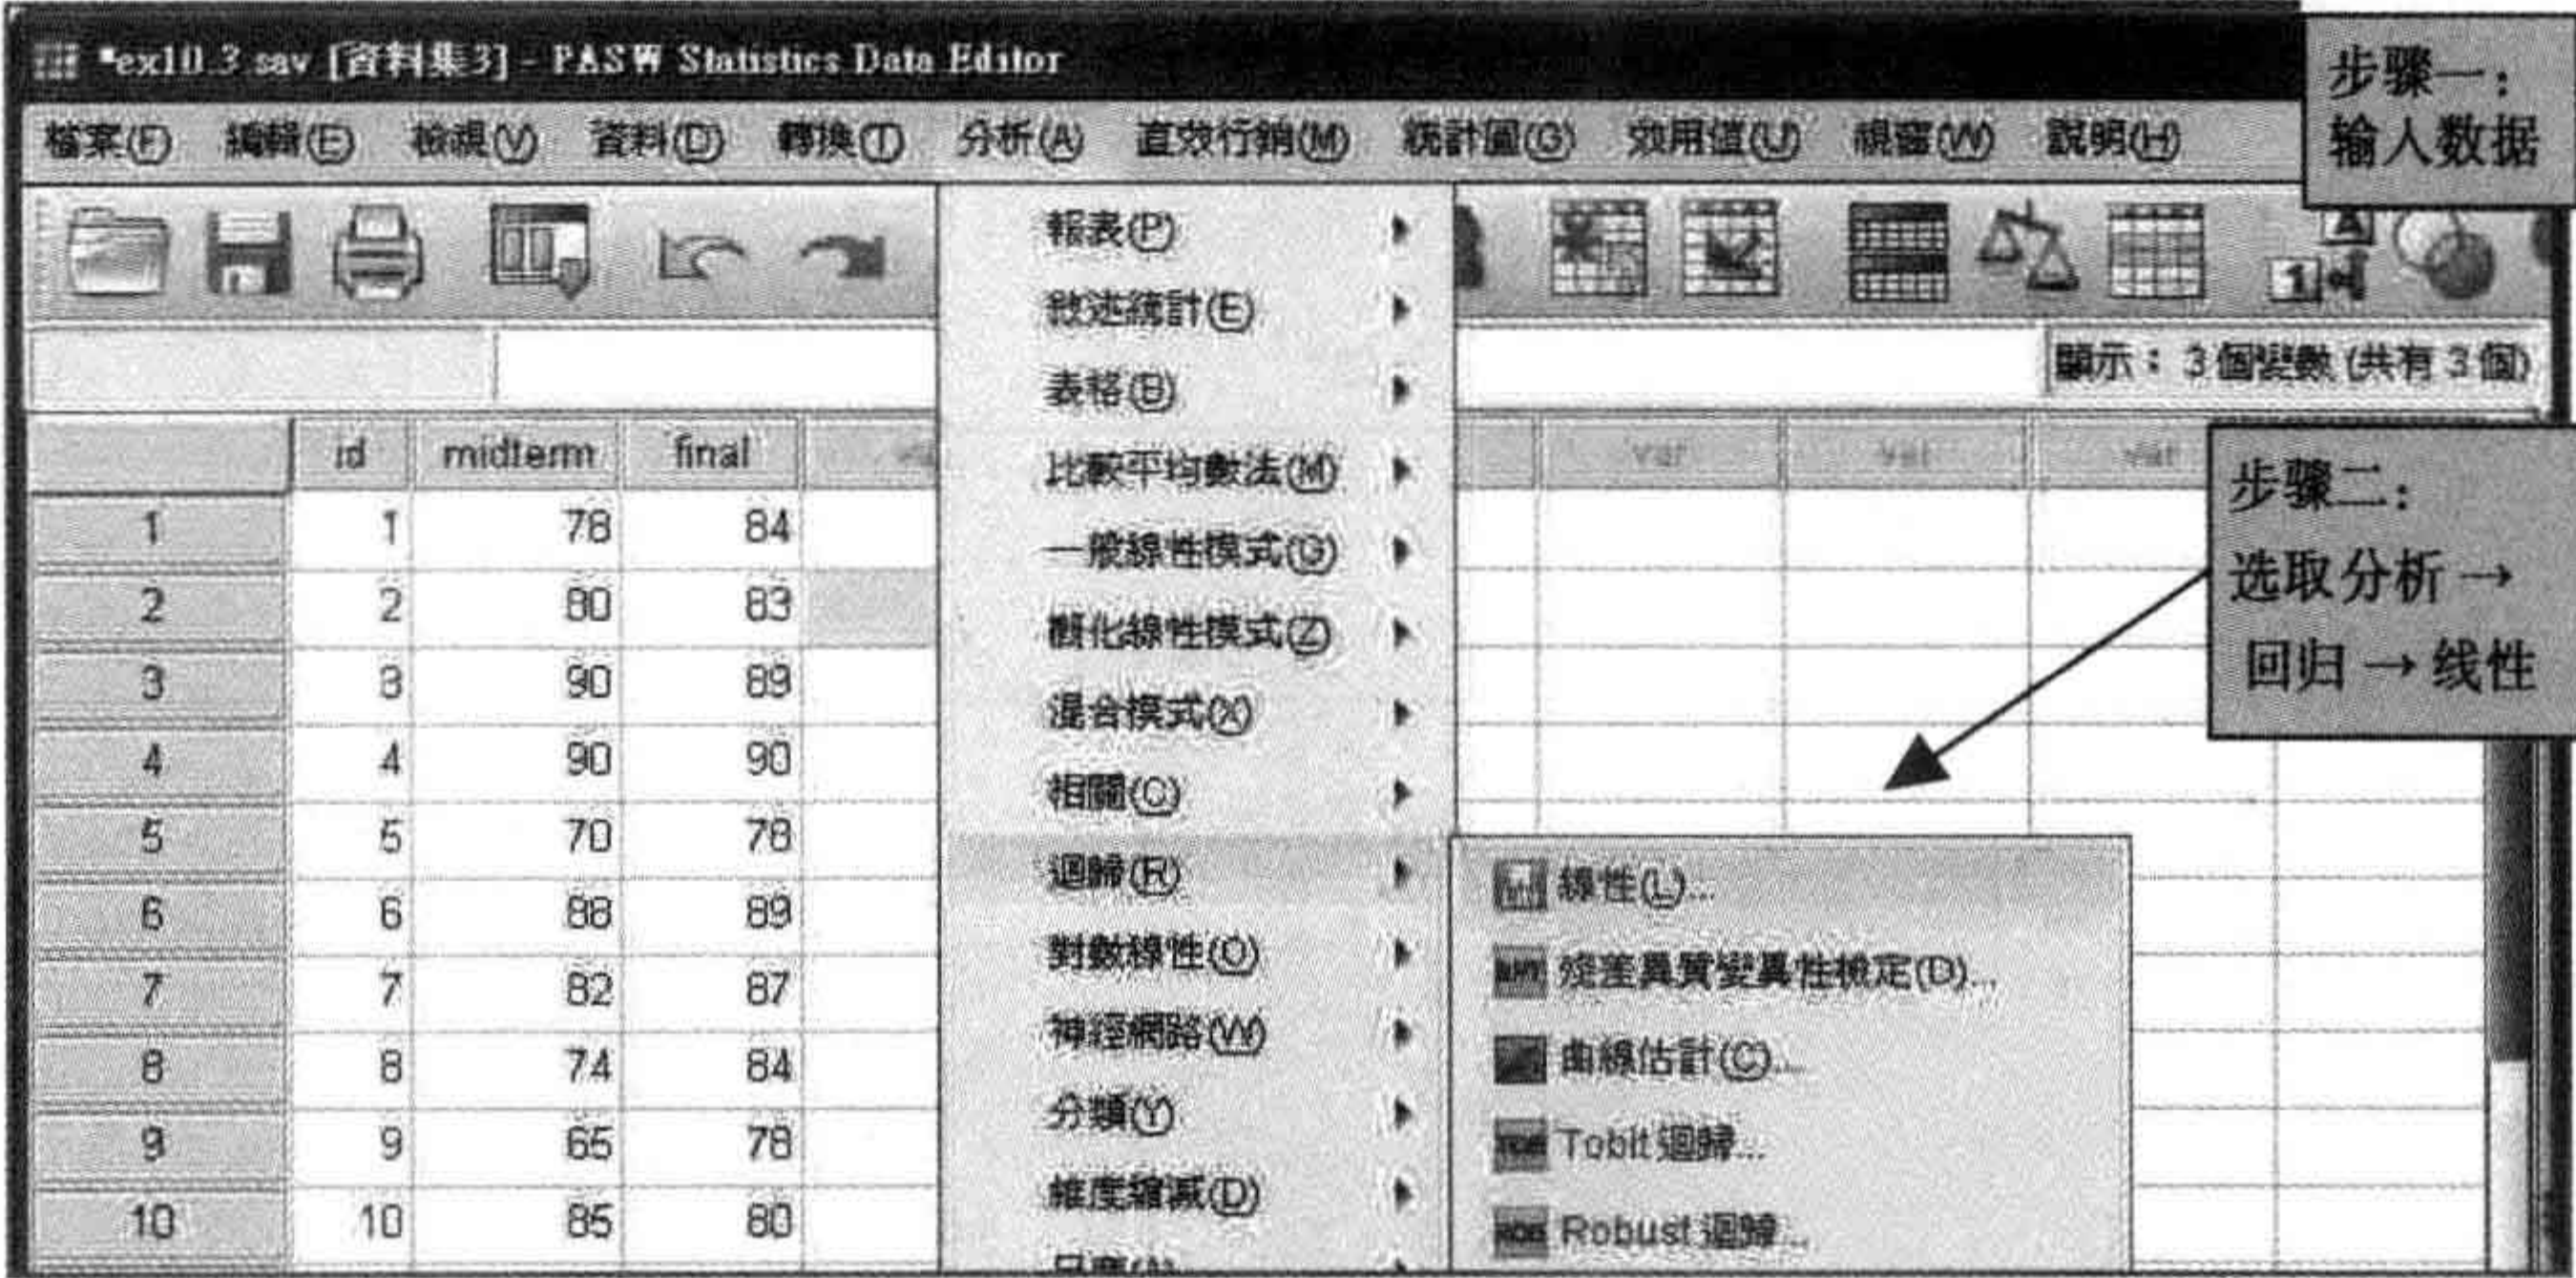 *ex10.3.sav [資料集3] - PASW Statistics Data Editor
步骤一：
输入数据
檔案(F) 編輯(E) 檢視(V) 資料(D) 轉換(T) 分析(A) 直效行銷(M) 統計圖(G) 效用值(U) 視窗(W) 說明(H)
顯示： 3 個變數 (共有 3 個)
報表(P)
敘述統計(E)
表格(B)
比較平均數法(M)
一般線性模式(G)
概化線性模式(Z)
混合模式(X)
相關(C)
迴歸(R)
對數線性(O)
神經網路(W)
分類(Y)
維度縮減(D)
id midterm final var var var
1 1 78 84
2 2 80 83
3 3 90 89
4 4 90 90
5 5 70 78
6 6 88 89
7 7 82 87
8 8 74 84
9 9 65 78
10 10 85 80
步骤二：
选取分析 →
回归 → 线性
線性(L)...
殘差異質變異性檢定(D)...
曲線估計(C)...
Tobit 迴歸...
Robust 迴歸...